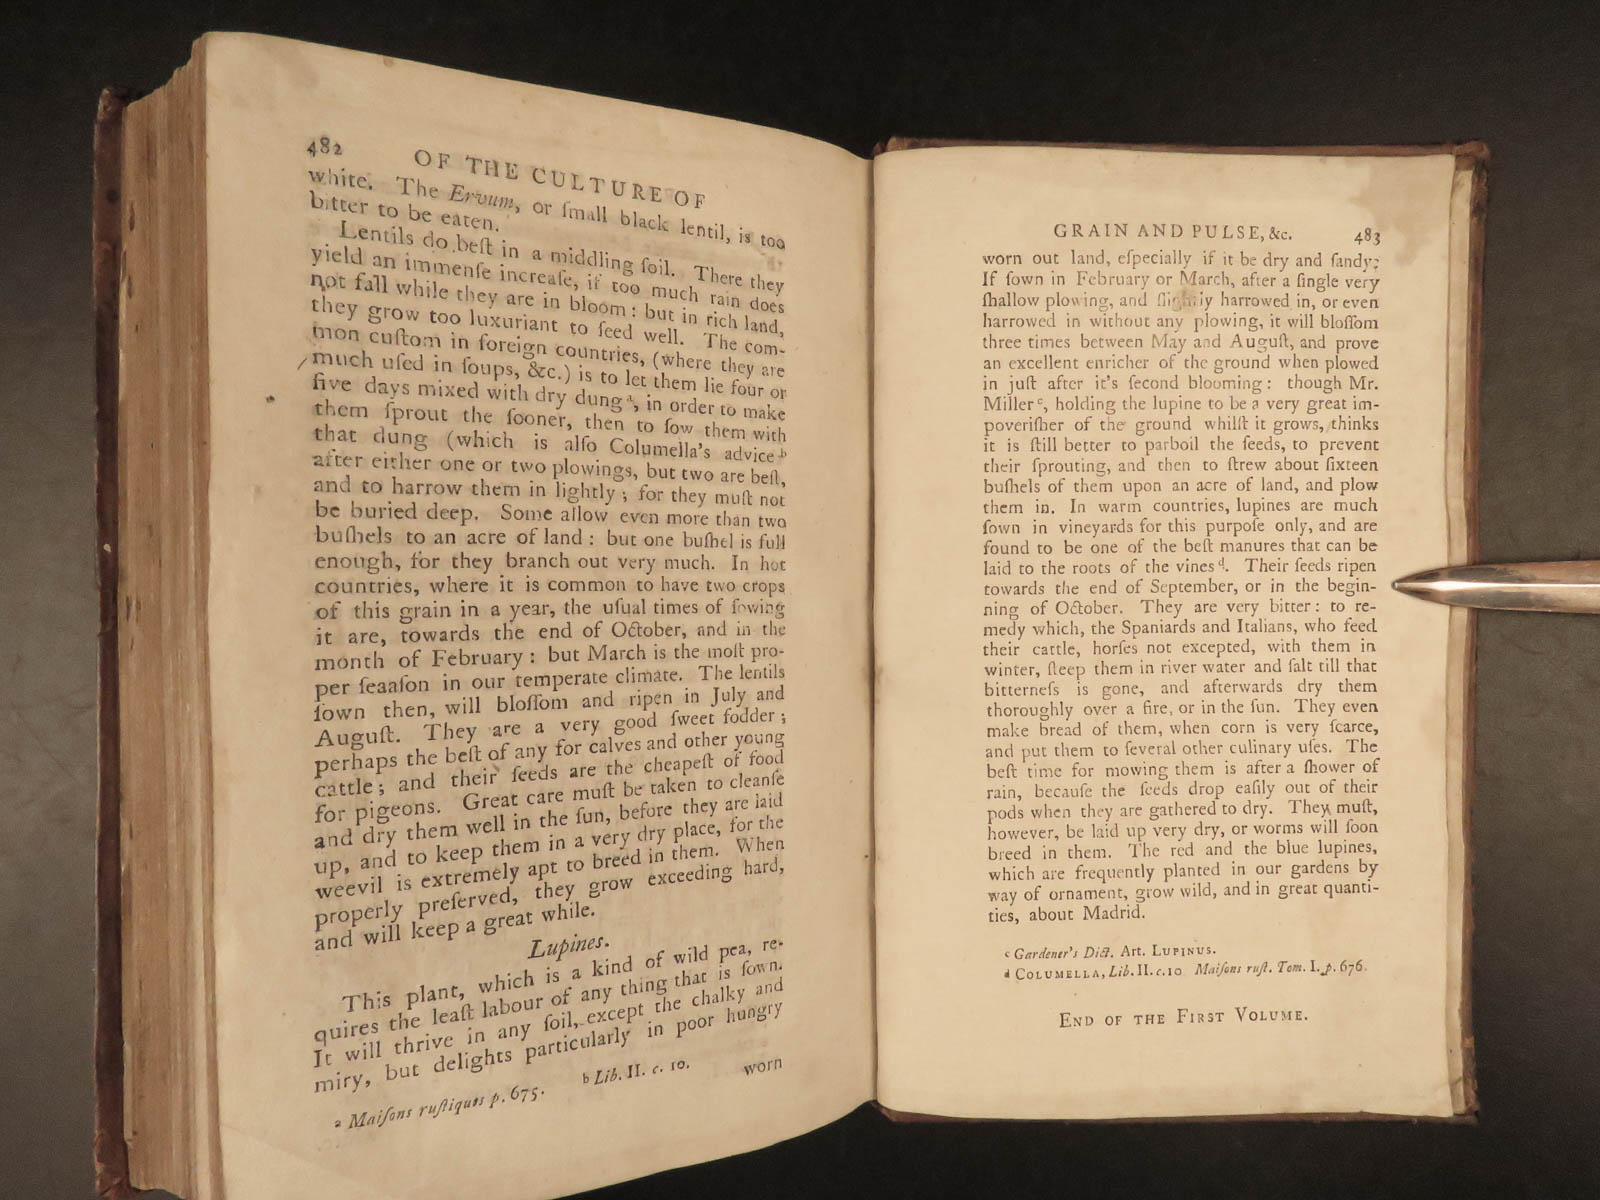 482
OF THE CULTURE OF
white. The Ervum, or ſmall black lentil, is too
bitter to be eaten.
Lentils do beſt in a middling ſoil. There they
yield an immenſe increaſe, if too much rain does
not fall while they are in bloom: but in rich land,
they grow too luxuriant to ſeed well. The com-
mon cuſtom in foreign countries, (where they are
much uſed in ſoups, &c.) is to let them lie four or
five days mixed with dry dung a, in order to make
them ſprout the ſooner, then to ſow them with
that dung (which is alſo Columella's advice b
after either one or two plowings, but two are beſt,
and to harrow them in lightly; for they muſt not
be buried deep. Some allow even more than two
buſhels to an acre of land: but one buſhel is full
enough, for they branch out very much. In hot
countries, where it is common to have two crops
of this grain in a year, the uſual times of ſowing
it are, towards the end of October, and in the
month of February: but March is the moſt pro-
per ſeaaſon in our temperate climate. The lentils
ſown then, will bloſſom and ripen in July and
Auguſt. They are a very good ſweet fodder;
perhaps the beſt of any for calves and other young
cattle; and their ſeeds are the cheapeſt of food
for pigeons. Great care muſt be taken to cleanſe
and dry them well in the ſun, before they are laid
up, and to keep them in a very dry place, for the
weevil is extremely apt to breed in them. When
properly preſerved, they grow exceeding hard,
and will keep a great while.
Lupines.
This plant, which is a kind of wild pea, re-
quires the leaſt labour of any thing that is ſown.
It will thrive in any ſoil, except the chalky and
miry, but delights particularly in poor hungry
worn
a Maiſons ruſtiques p. 675. b Lib. II. c. 10.
GRAIN AND PULSE, &c. 483
worn out land, eſpecially if it be dry and ſandy:
If ſown in February or March, after a ſingle very
ſhallow plowing, and ſlightly harrowed in, or even
harrowed in without any plowing, it will bloſſom
three times between May and Auguſt, and prove
an excellent enricher of the ground when plowed
in juſt after it's ſecond blooming: though Mr.
Miller c, holding the lupine to be a very great im-
poveriſher of the ground whilſt it grows, thinks
it is ſtill better to parboil the ſeeds, to prevent
their ſprouting, and then to ſtrew about ſixteen
buſhels of them upon an acre of land, and plow
them in. In warm countries, lupines are much
ſown in vineyards for this purpoſe only, and are
found to be one of the beſt manures that can be
laid to the roots of the vines d. Their ſeeds ripen
towards the end of September, or in the begin-
ning of October. They are very bitter: to re-
medy which, the Spaniards and Italians, who feed
their cattle, horſes not excepted, with them in
winter, ſteep them in river water and ſalt till that
bitterneſs is gone, and afterwards dry them
thoroughly over a fire, or in the ſun. They even
make bread of them, when corn is very ſcarce,
and put them to ſeveral other culinary uſes. The
beſt time for mowing them is after a ſhower of
rain, becauſe the ſeeds drop eaſily out of their
pods when they are gathered to dry. They muſt,
however, be laid up very dry, or worms will ſoon
breed in them. The red and the blue lupines,
which are frequently planted in our gardens by
way of ornament, grow wild, and in great quanti-
ties, about Madrid.
c Gardener's Dict. Art. LUPINUS.
d COLUMELLA, Lib. II. c. 10 Maiſons ruſt. Tom. I. p. 676.
END OF THE FIRST VOLUME.